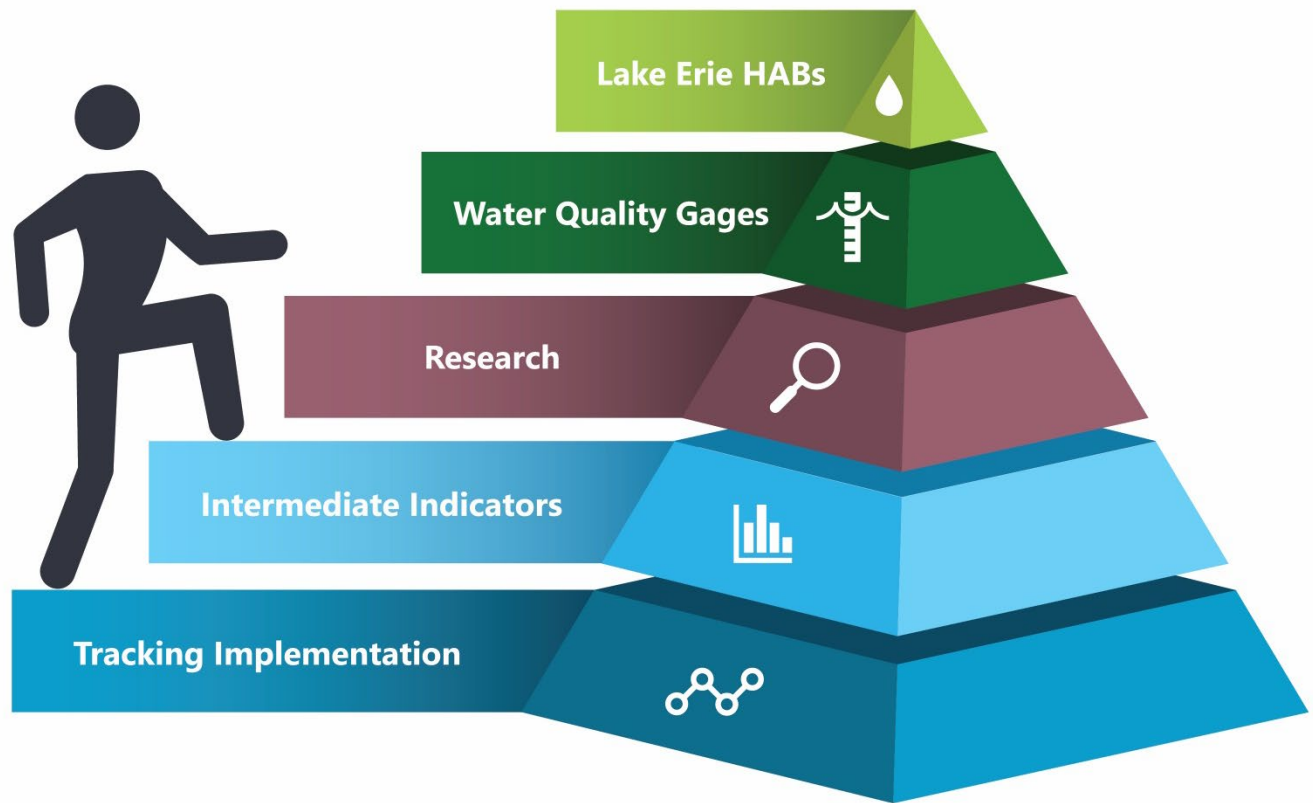 Lake Erie HABs
Water Quality Gages
Research
Intermediate Indicators
Tracking Implementation